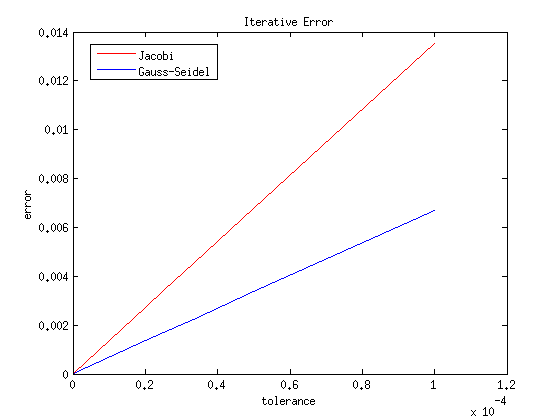 Iterative Error
0.014
Jacobi
Gauss-Seidel
0.012
0.01
0.008
error
0.006
0.004
0.002
0
0 0.2 0.4 0.6 0.8 1 1.2
tolerance
x 10
-4